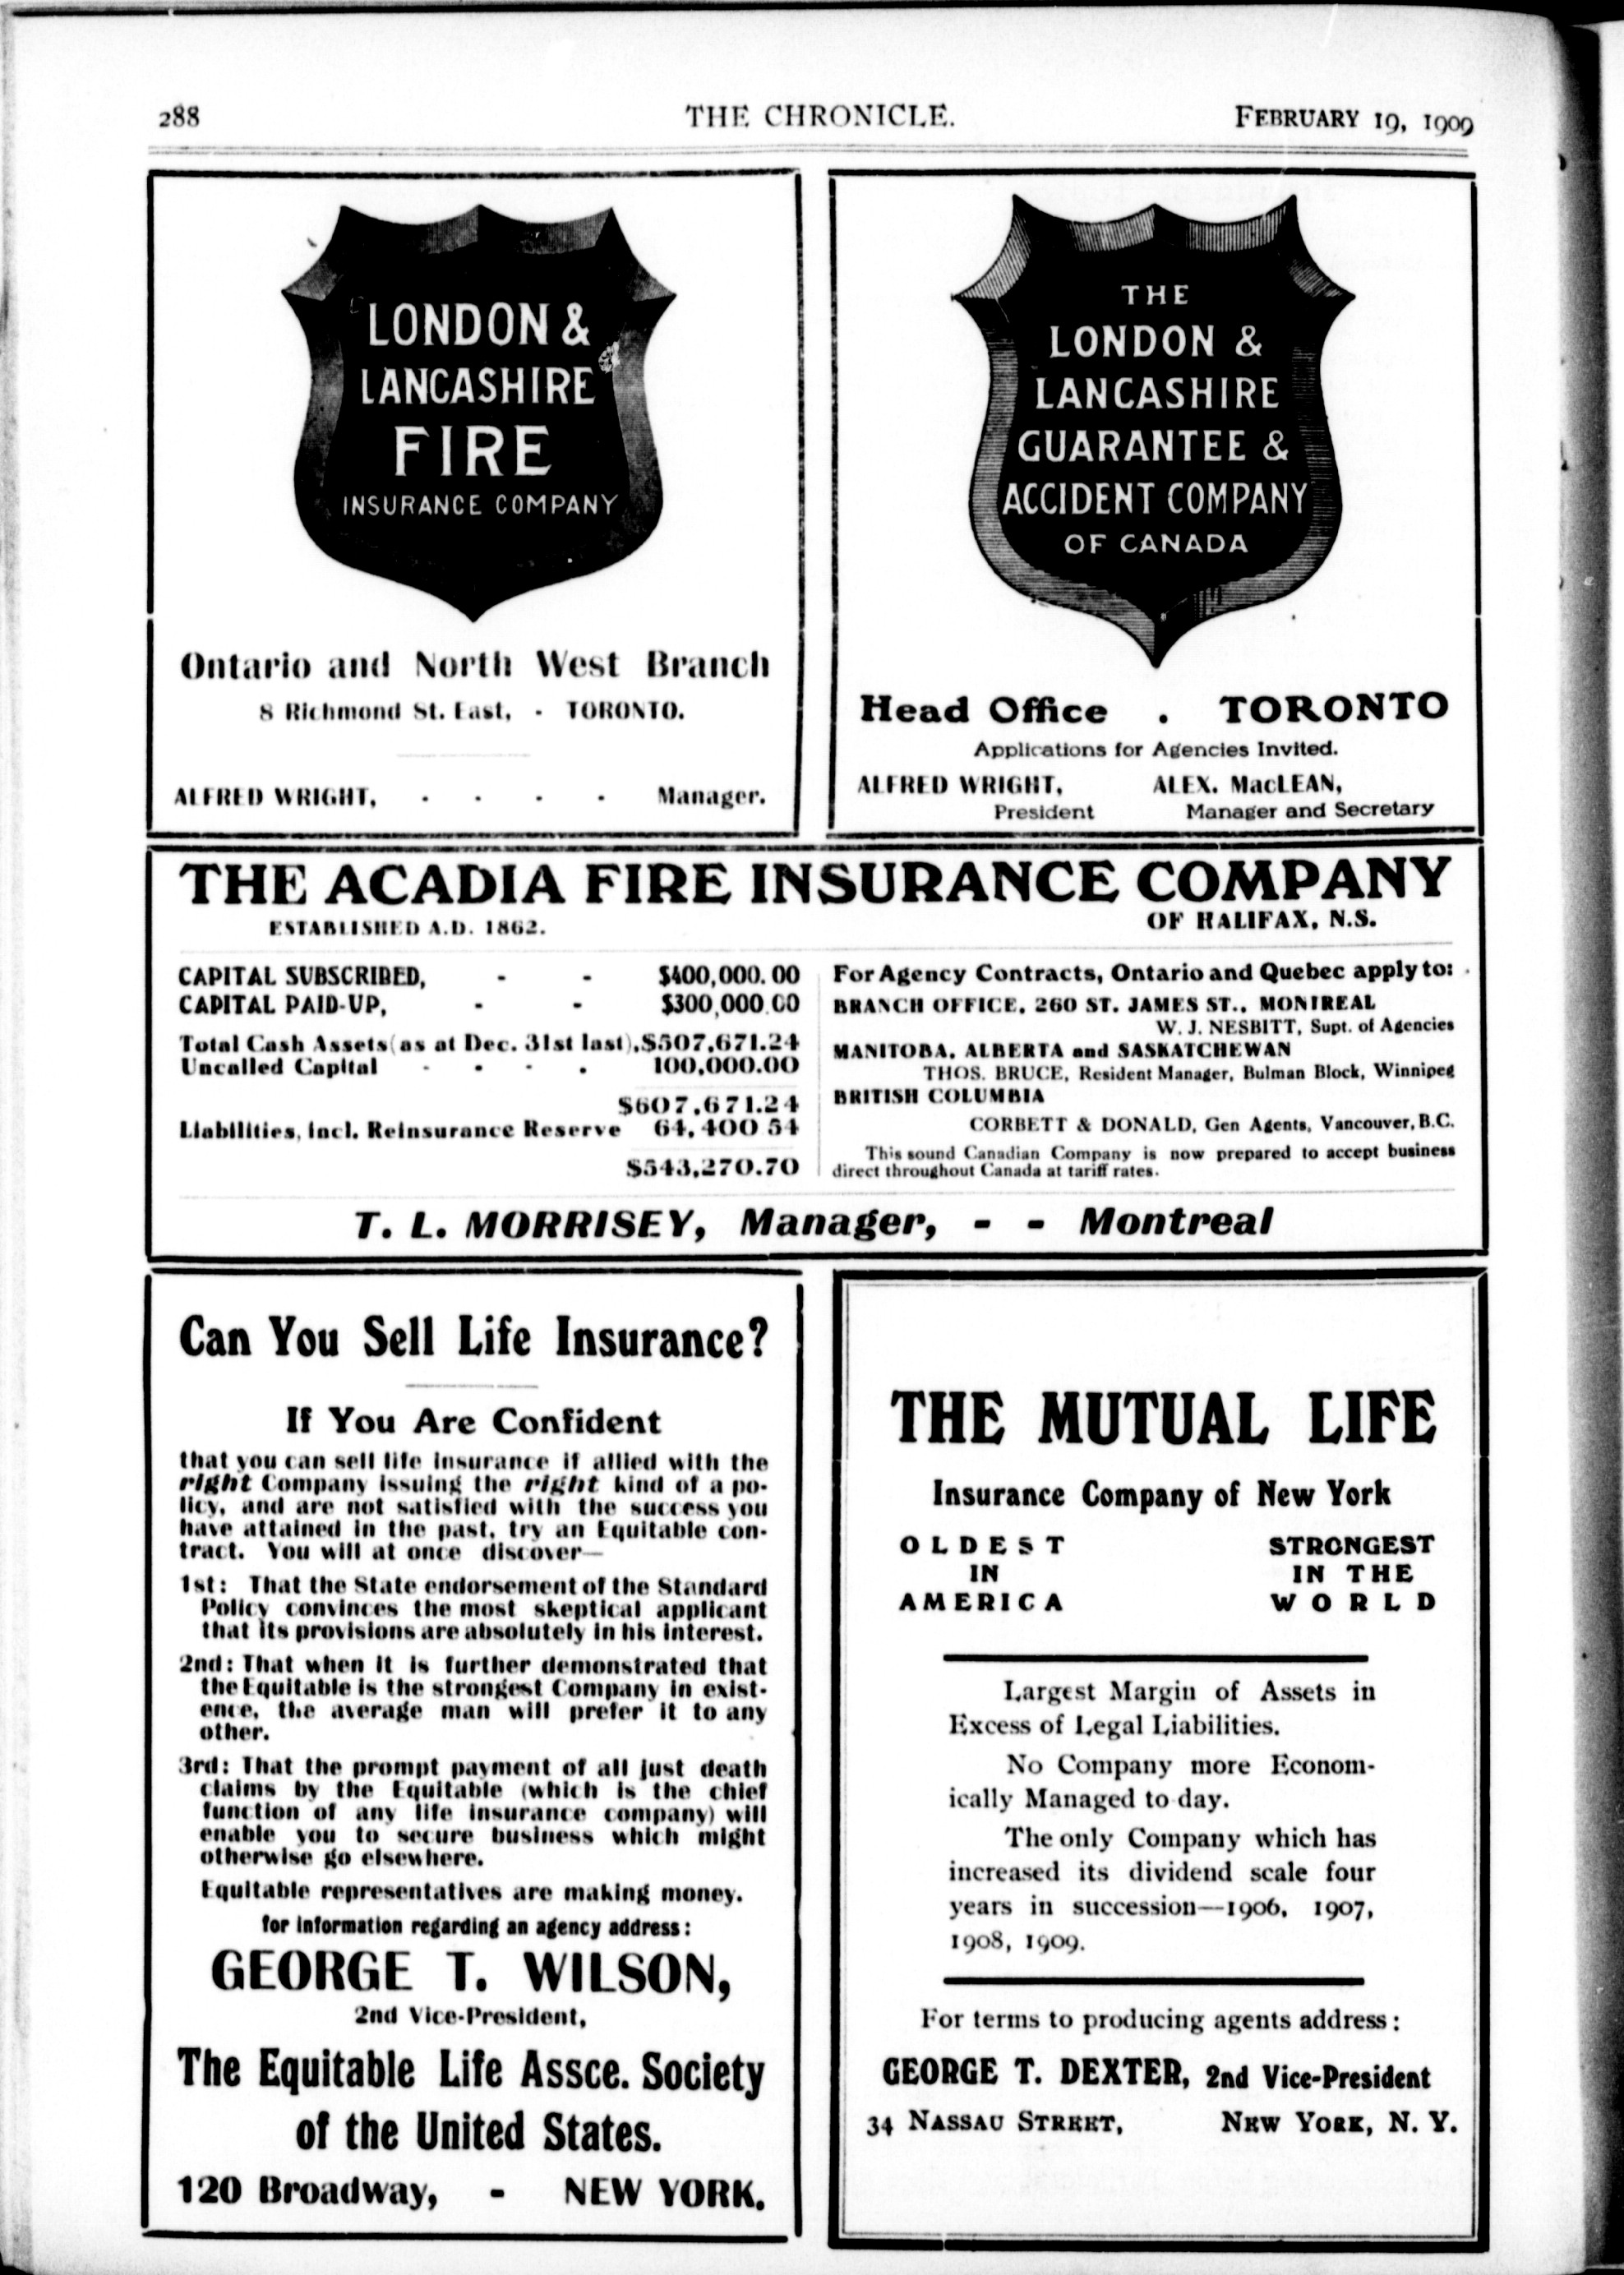 288
THE CHRONICLE.
FEBRUARY 19, 1909
LONDON &
LANCASHIRE
FIRE
INSURANCE COMPANY
Ontario and North West Branch
8 Richmond St. East, - TORONTO.
ALFRED WRIGHT, - - - - Manager.
THE
LONDON &
LANCASHIRE
GUARANTEE &
ACCIDENT COMPANY
OF CANADA
Head Office . TORONTO
Applications for Agencies Invited.
ALFRED WRIGHT, ALEX. MacLEAN,
President Manager and Secretary
THE ACADIA FIRE INSURANCE COMPANY
ESTABLISHED A.D. 1862. OF HALIFAX, N.S.
CAPITAL SUBSCRIBED, - - $400,000.00
CAPITAL PAID-UP, - - $300,000.00
Total Cash Assets (as at Dec. 31st last), $507,671.24
Uncalled Capital - - - . 100,000.00
$607,671.24
Liabilities, incl. Reinsurance Reserve 64,400 54
$543,270.70
For Agency Contracts, Ontario and Quebec apply to:
BRANCH OFFICE, 260 ST. JAMES ST., MONTREAL
W. J. NESBITT, Supt. of Agencies
MANITOBA, ALBERTA and SASKATCHEWAN
THOS. BRUCE, Resident Manager, Bulman Block, Winnipeg
BRITISH COLUMBIA
CORBETT & DONALD, Gen Agents, Vancouver, B.C.
This sound Canadian Company is now prepared to accept business
direct throughout Canada at tariff rates.
T. L. MORRISEY, Manager, - - Montreal
Can You Sell Life Insurance?
If You Are Confident
that you can sell life insurance if allied with the
right Company issuing the right kind of a po-
licy, and are not satisfied with the success you
have attained in the past, try an Equitable con-
tract. You will at once discover—
1st: That the State endorsement of the Standard
Policy convinces the most skeptical applicant
that its provisions are absolutely in his interest.
2nd: That when it is further demonstrated that
the Equitable is the strongest Company in exist-
ence, the average man will prefer it to any
other.
3rd: That the prompt payment of all just death
claims by the Equitable (which is the chief
function of any life insurance company) will
enable you to secure business which might
otherwise go elsewhere.
Equitable representatives are making money.
for information regarding an agency address:
GEORGE T. WILSON,
2nd Vice-President,
The Equitable Life Assce. Society
of the United States.
120 Broadway, - NEW YORK.
THE MUTUAL LIFE
Insurance Company of New York
OLDEST STRONGEST
IN IN THE
AMERICA WORLD
Largest Margin of Assets in
Excess of Legal Liabilities.
No Company more Econom-
ically Managed to day.
The only Company which has
increased its dividend scale four
years in succession—1906, 1907,
1908, 1909.
For terms to producing agents address:
GEORGE T. DEXTER, 2nd Vice-President
34 NASSAU STREET, NEW YORK, N. Y.